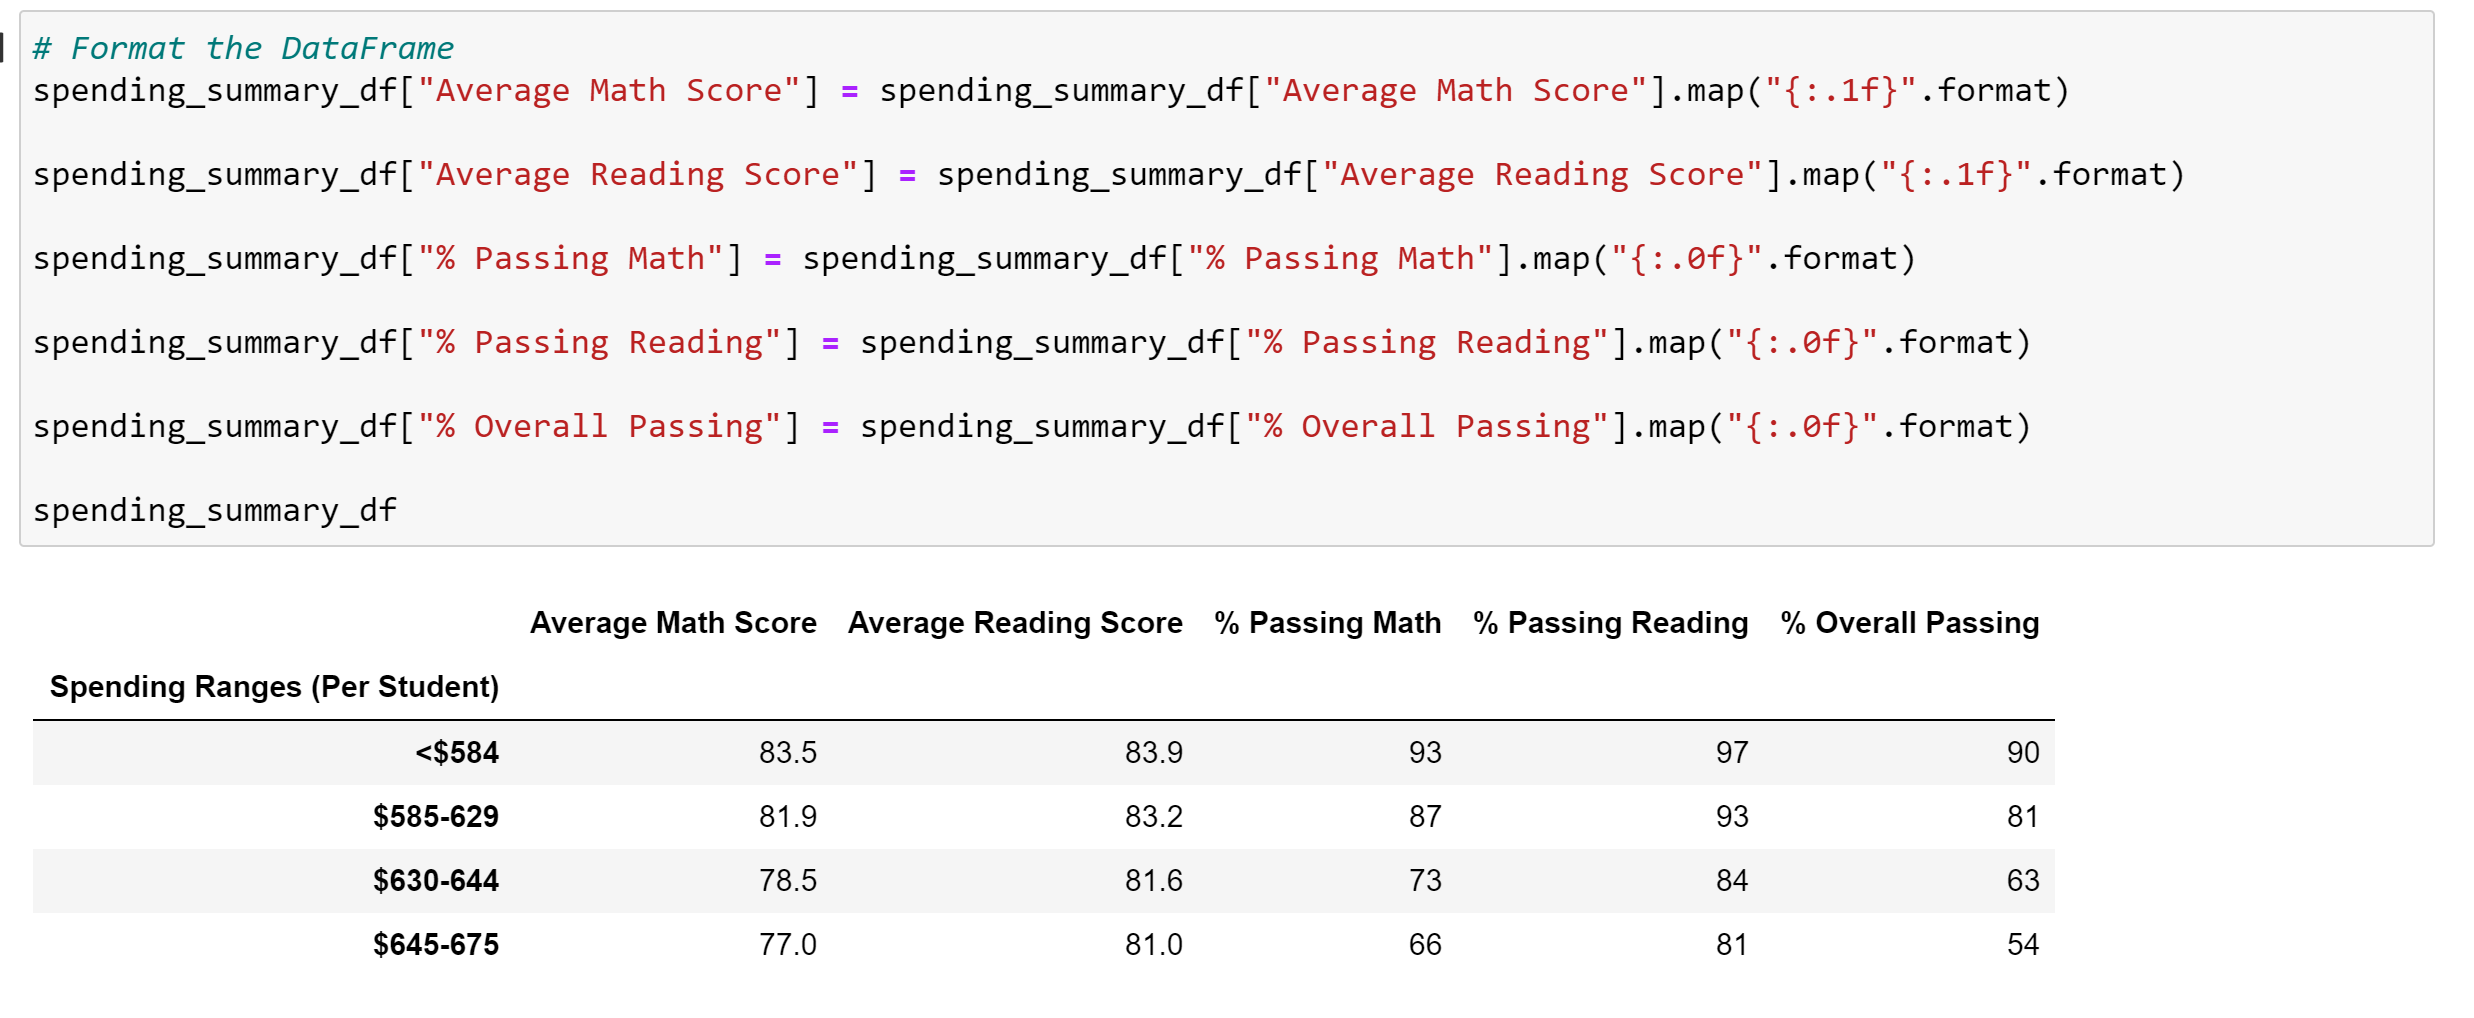 # Format the DataFrame
spending_summary_df["Average Math Score"] = spending_summary_df["Average Math Score"].map("{:.1f}".format)
spending_summary_df["Average Reading Score"] = spending_summary_df["Average Reading Score"].map("{:.1f}".format)
spending_summary_df["% Passing Math"] = spending_summary_df["% Passing Math"].map("{:.0f}".format)
spending_summary_df["% Passing Reading"] = spending_summary_df["% Passing Reading"].map("{:.0f}".format)
spending_summary_df["% Overall Passing"] = spending_summary_df["% Overall Passing"].map("{:.0f}".format)
spending_summary_df
Average Math Score Average Reading Score % Passing Math % Passing Reading % Overall Passing
Spending Ranges (Per Student)
<$584 83.5 83.9 93 97 90
$585-629 81.9 83.2 87 93 81
$630-644 78.5 81.6 73 84 63
$645-675 77.0 81.0 66 81 54